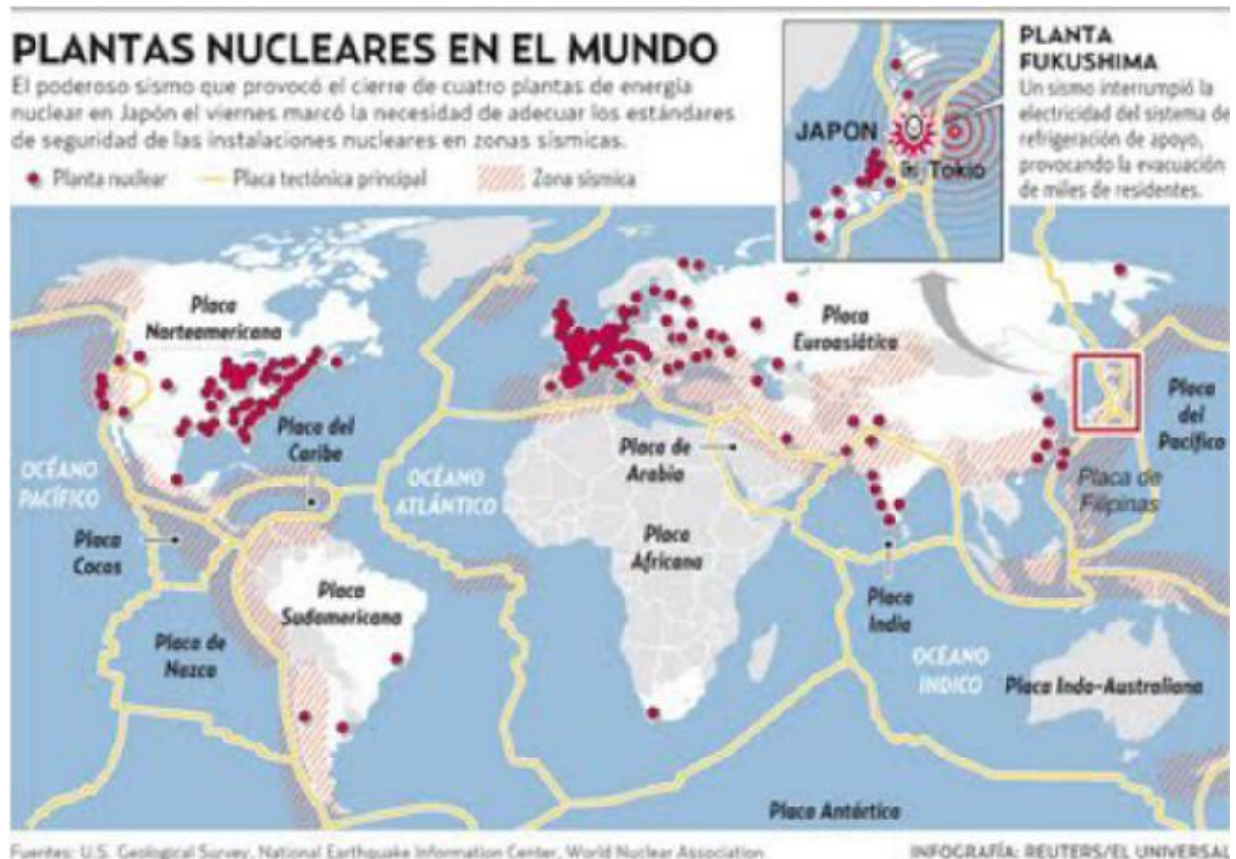 PLANTAS NUCLEARES EN EL MUNDO
El poderoso sismo que provocó el cierre de cuatro plantas de energía
nuclear en Japón el viernes marcó la necesidad de adecuar los estándares
de seguridad de las instalaciones nucleares en zonas sísmicas.
Planta nuclear
Placa tectónica principal
Zona sísmica
PLANTA
FUKUSHIMA
Un sismo interrumpió la
electricidad del sistema de
refrigeración de apoyo,
provocando la evacuación
de miles de residentes.
JAPON
Tokio
Placa
Norteamericana
Placa
Euroasiática
Placa del
Caribe
Placa de
Arabia
Placa
del
Pacífico
OCÉANO
PACÍFICO
OCÉANO
ATLÁNTICO
Placa de
Filipinas
Placa
Cocos
Placa
Africana
Placa
Sudamericana
Placa
India
Placa de
Nazca
OCÉANO
INDICO
Placa Indo-Australiana
Placa Antártica
Fuentes: U.S. Geological Survey, National Earthquake Information Center, World Nuclear Association
INFOGRAFÍA: REUTERS/EL UNIVERSAL